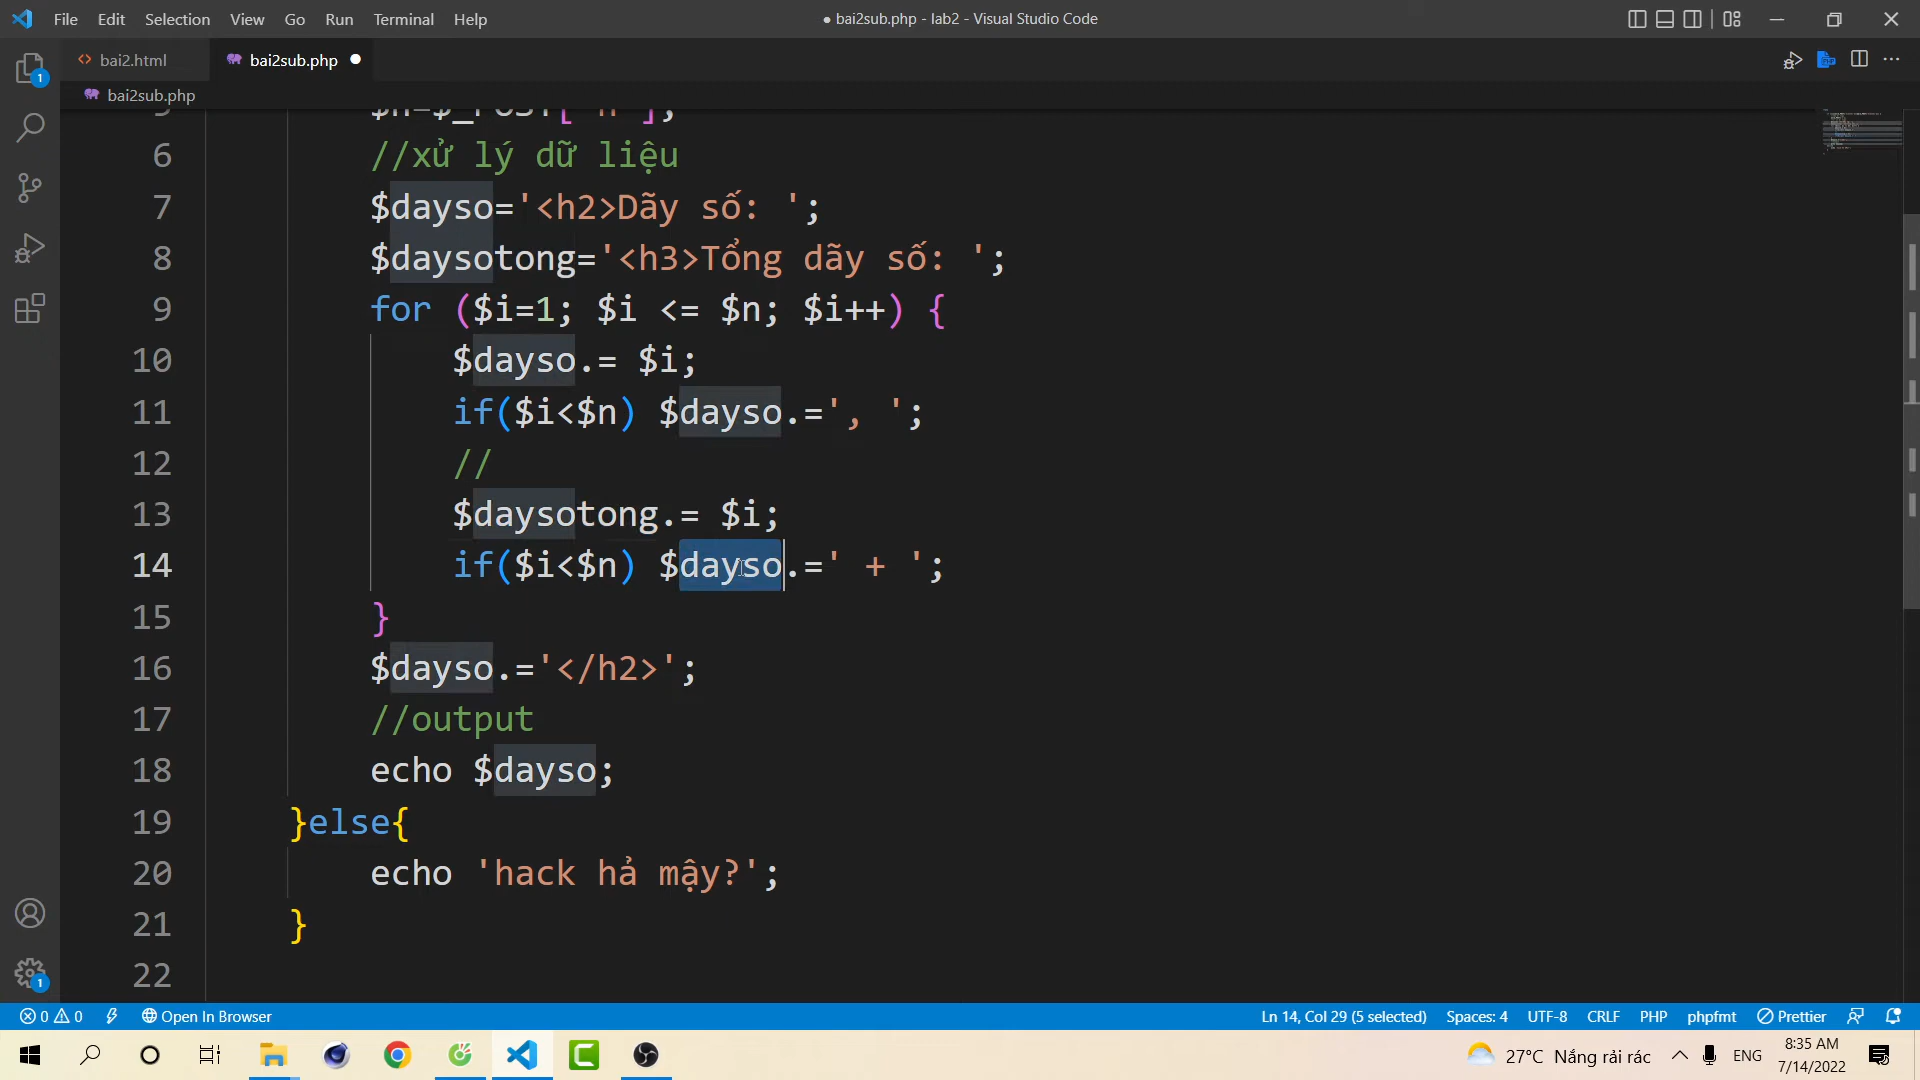 File Edit Selection View Go Run Terminal Help
● bai2sub.php - lab2 - Visual Studio Code
bai2.html
bai2sub.php
bai2sub.php
6 //xử lý dữ liệu
7 $dayso='<h2>Dãy số: ';
8 $daysotong='<h3>Tổng dãy số: ';
9 for ($i=1; $i <= $n; $i++) {
10 $dayso.= $i;
11 if($i<$n) $dayso.=', ';
12 //
13 $daysotong.= $i;
14 if($i<$n) $dayso.=' + ';
15 }
16 $dayso.='</h2>';
17 //output
18 echo $dayso;
19 }else{
20 echo 'hack hả mậy?';
21 }
22
1
1
0 0 Open In Browser
Ln 14, Col 29 (5 selected) Spaces: 4 UTF-8 CRLF PHP phpfmt Prettier
27°C Nắng rải rác ENG
8:35 AM
7/14/2022